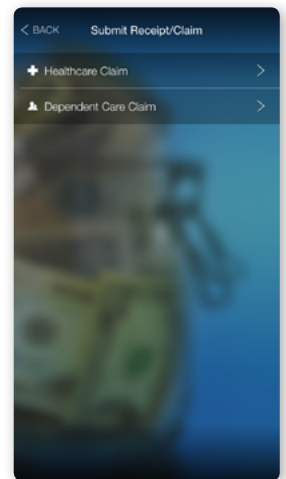 < BACK Submit Receipt/Claim
Healthcare Claim >
Dependent Care Claim >